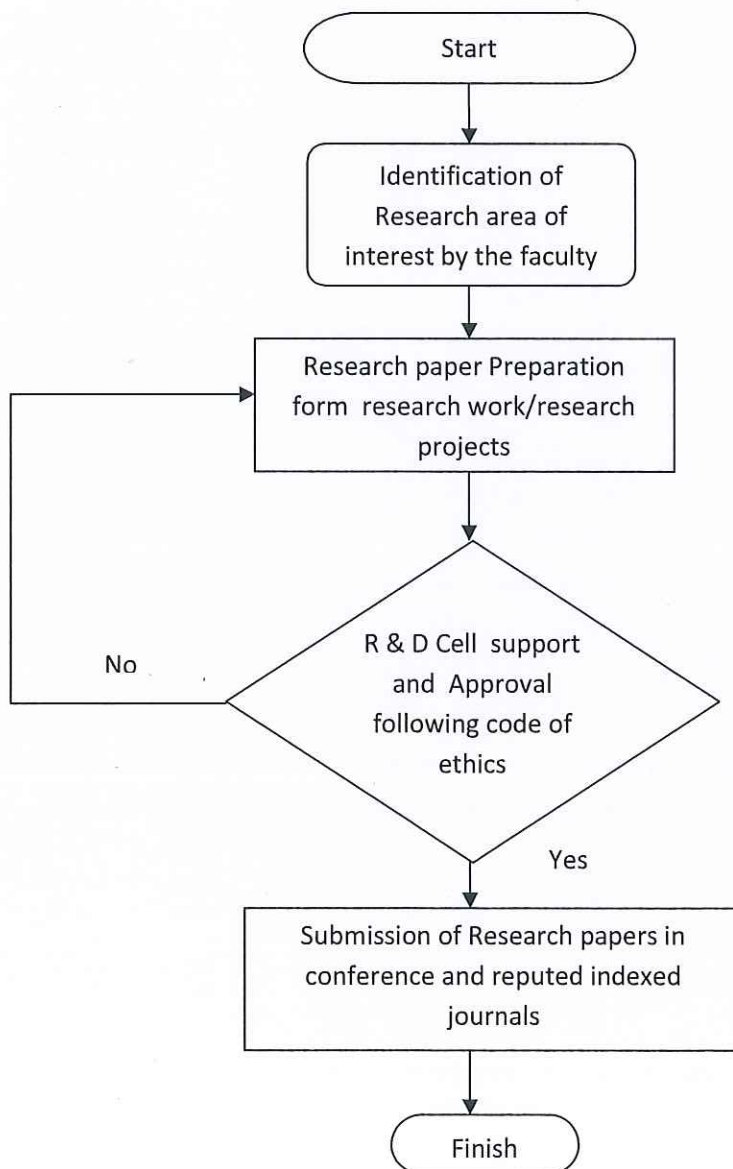 Start
Identification of
Research area of
interest by the faculty
Research paper Preparation
form research work/research
projects
R & D Cell support
and Approval
following code of
ethics
No
Yes
Submission of Research papers in
conference and reputed indexed
journals
Finish